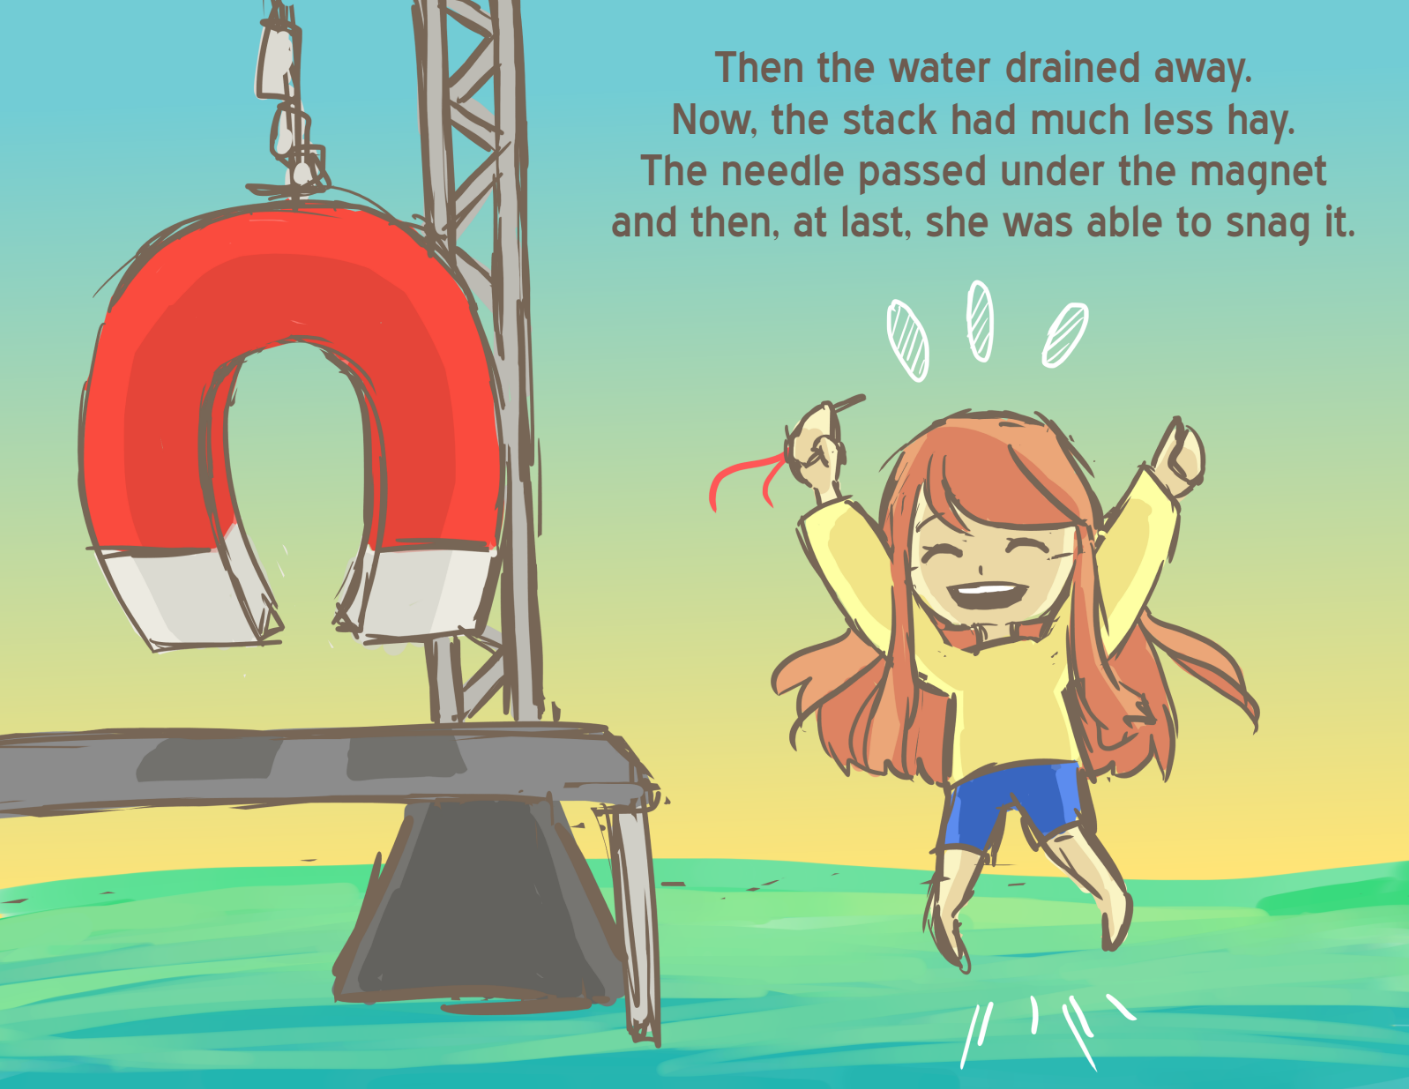 Then the water drained away.
Now, the stack had much less hay.
The needle passed under the magnet
and then, at last, she was able to snag it.